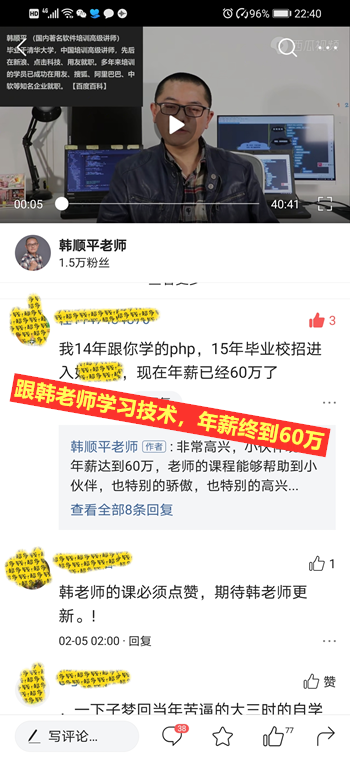 HD 4G 96% 22:40
韩顺平 (国内著名软件培训高级讲师)
毕业于清华大学，中国培训高级讲师，先后
在新浪、点击科技、用友就职。多年来培训
的学员已成功在用友、搜狐、阿里巴巴、中
软等知名企业就职。【百度百科】
西瓜视频
00:05
40:41
韩顺平老师
1.5万粉丝
3
我14年跟你学的php，15年毕业校招进
现在年薪已经60万了
跟韩老师学习技术，年薪终到60万
韩顺平老师 作者：非常高兴，小伙伴
年薪达到60万，老师的课程能够帮助到小
伙伴，也特别的骄傲，也特别的高兴...
查看全部8条回复
1
韩老师的课必须点赞，期待韩老师更
新。!
02-05 02:00 · 回复
赞
，一下子梦回当年苦逼的大三时的自学
写评论...
38
77